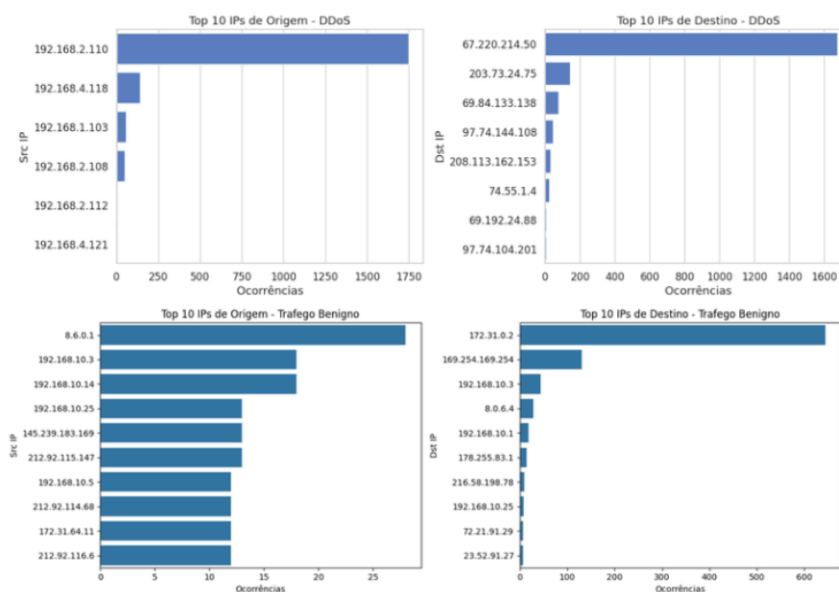 Top 10 IPs de Origem - DDoS
Src IP
192.168.2.110
192.168.4.118
192.168.1.103
192.168.2.108
192.168.2.112
192.168.4.121
0 250 500 750 1000 1250 1500 1750
Ocorrências
Top 10 IPs de Destino - DDoS
Dst IP
67.220.214.50
203.73.24.75
69.84.133.138
97.74.144.108
208.113.162.153
74.55.1.4
69.192.24.88
97.74.104.201
0 200 400 600 800 1000 1200 1400 1600
Ocorrências
Top 10 IPs de Origem - Trafego Benigno
Src IP
8.6.0.1
192.168.10.3
192.168.10.14
192.168.10.25
145.239.183.169
212.92.115.147
192.168.10.5
212.92.114.68
172.31.64.11
212.92.116.6
0 5 10 15 20 25
Ocorrências
Top 10 IPs de Destino - Trafego Benigno
Dst IP
172.31.0.2
169.254.169.254
192.168.10.3
8.0.6.4
192.168.10.1
178.255.83.1
216.58.198.78
192.168.10.25
72.21.91.29
23.52.91.27
0 100 200 300 400 500 600
Ocorrências